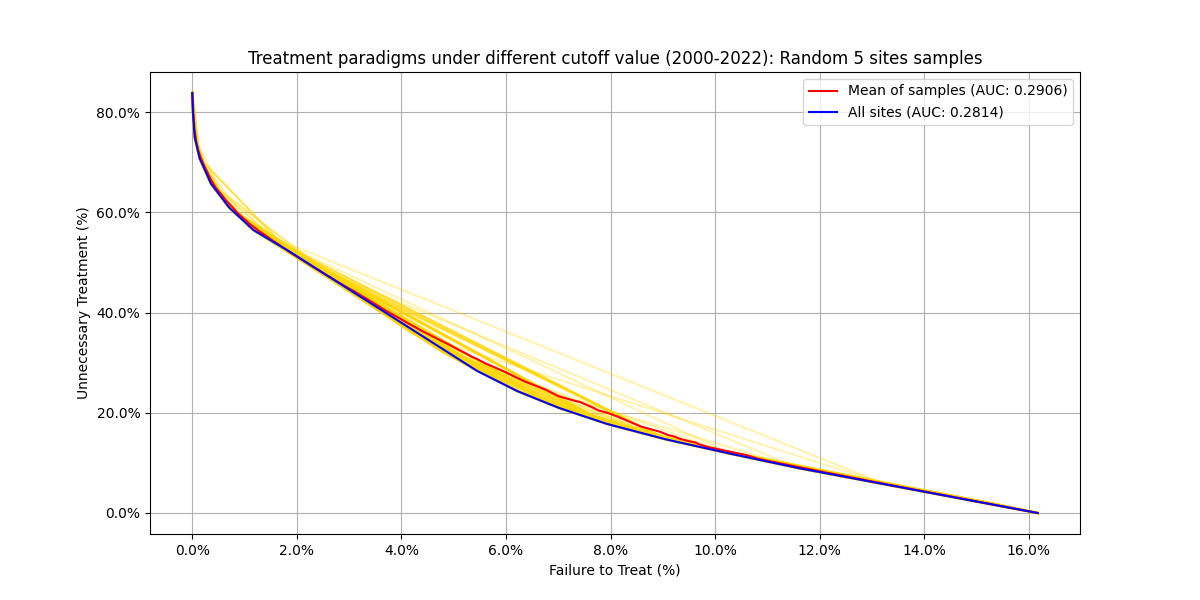 Treatment paradigms under different cutoff value (2000-2022): Random 5 sites samples
Mean of samples (AUC: 0.2906)
All sites (AUC: 0.2814)
Unnecessary Treatment (%)
80.0%
60.0%
40.0%
20.0%
0.0%
0.0% 2.0% 4.0% 6.0% 8.0% 10.0% 12.0% 14.0% 16.0%
Failure to Treat (%)